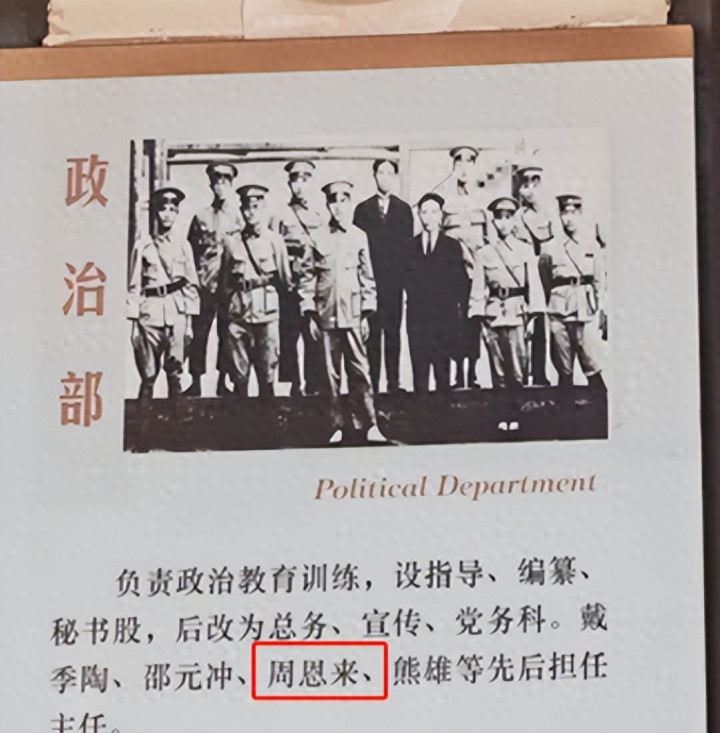 政治部
Political Department
负责政治教育训练，设指导、编纂、
秘书股，后改为总务、宣传、党务科。戴
季陶、邵元冲、周恩来、熊雄等先后担任
主任。